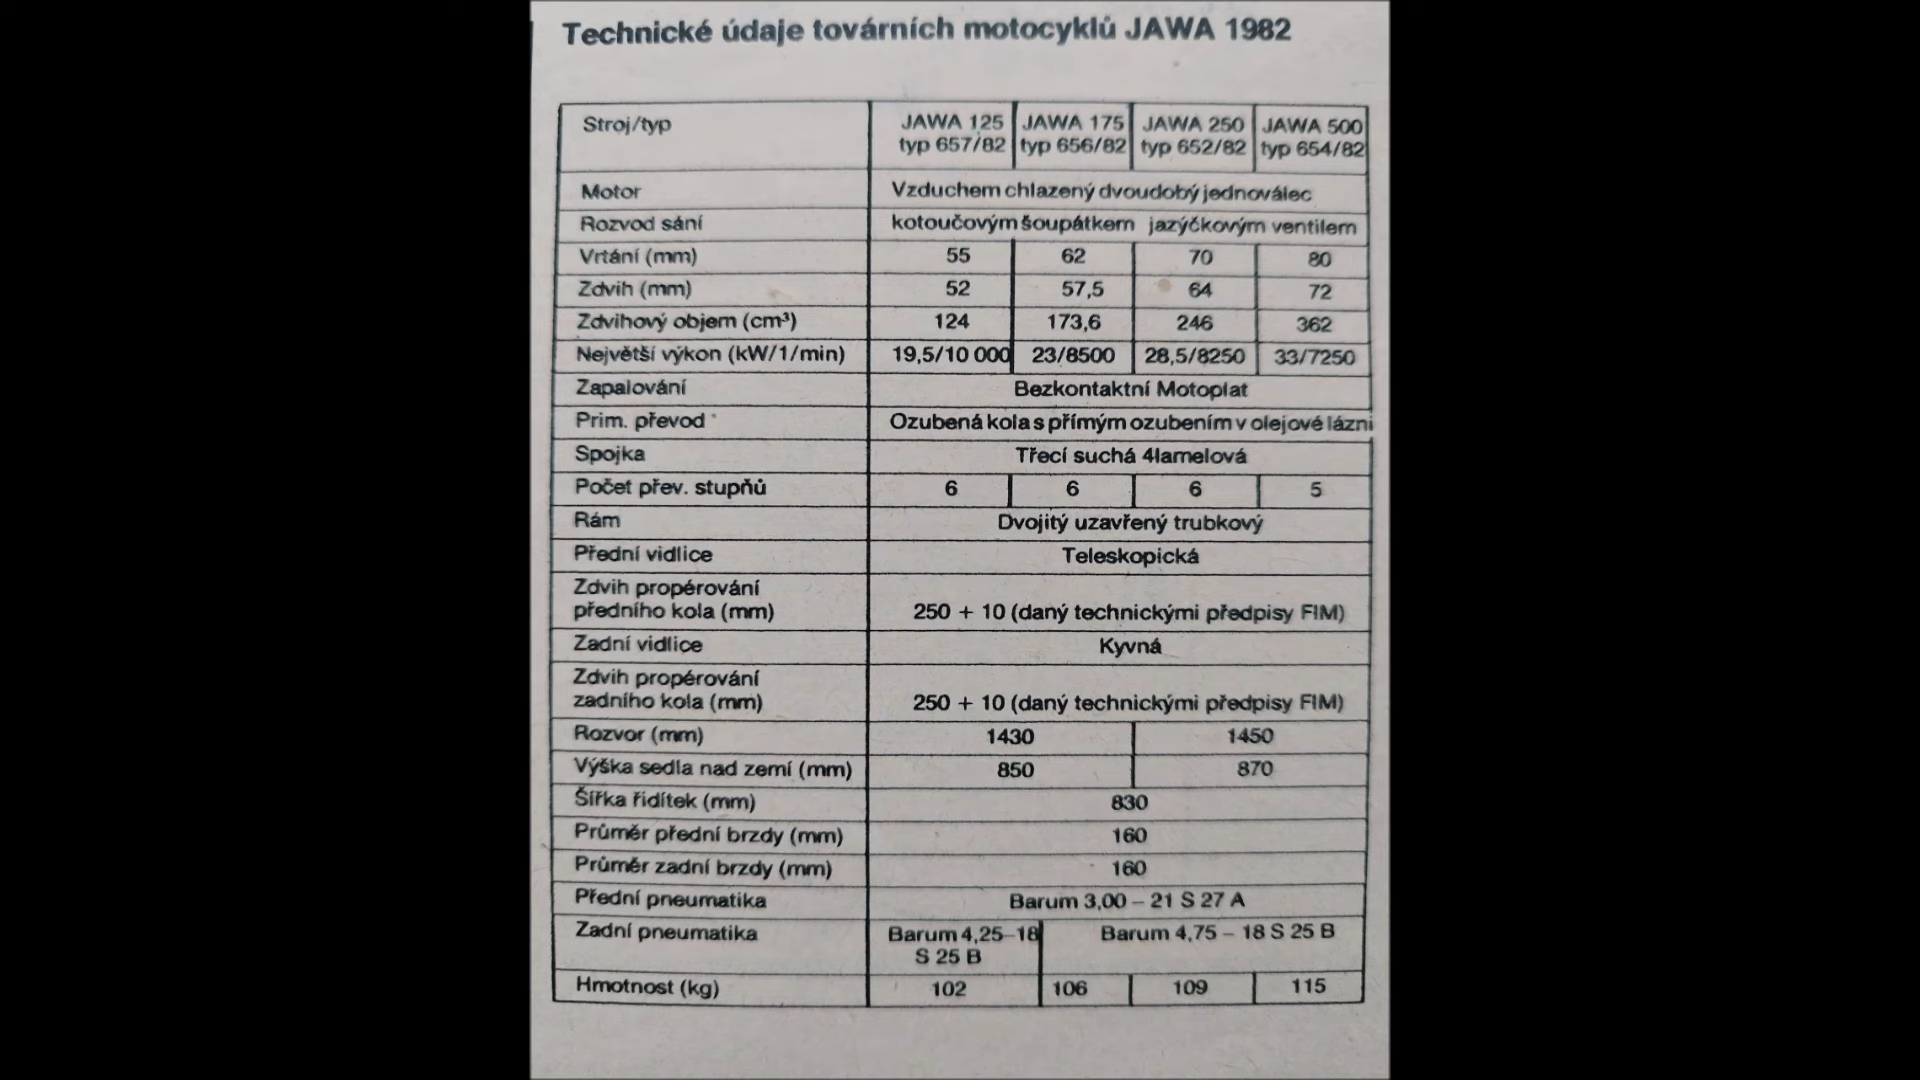 Technické údaje továrních motocyklů JAWA 1982
Stroj/typ JAWA 125 JAWA 175 JAWA 250 JAWA 500
typ 657/82 typ 656/82 typ 652/82 typ 654/82
Motor Vzduchem chlazený dvoudobý jednoválec
Rozvod sání kotoučovým šoupátkem jazýčkovým ventilem
Vrtání (mm) 55 62 70 80
Zdvih (mm) 52 57,5 64 72
Zdvihový objem (cm³) 124 173,6 246 362
Největší výkon (kW/1/min) 19,5/10 000 23/8500 28,5/8250 33/7250
Zapalování Bezkontaktní Motoplat
Prim. převod Ozubená kola s přímým ozubením v olejové lázni
Spojka Třecí suchá 4lamelová
Počet přev. stupňů 6 6 6 5
Rám Dvojitý uzavřený trubkový
Přední vidlice Teleskopická
Zdvih propérování
předního kola (mm) 250 + 10 (daný technickými předpisy FIM)
Zadní vidlice Kyvná
Zdvih propérování
zadního kola (mm) 250 + 10 (daný technickými předpisy FIM)
Rozvor (mm) 1430 1450
Výška sedla nad zemí (mm) 850 870
Šířka řidítek (mm) 830
Průměr přední brzdy (mm) 160
Průměr zadní brzdy (mm) 160
Přední pneumatika Barum 3,00 – 21 S 27 A
Zadní pneumatika Barum 4,25–18 Barum 4,75 – 18 S 25 B
S 25 B
Hmotnost (kg) 102 106 109 115